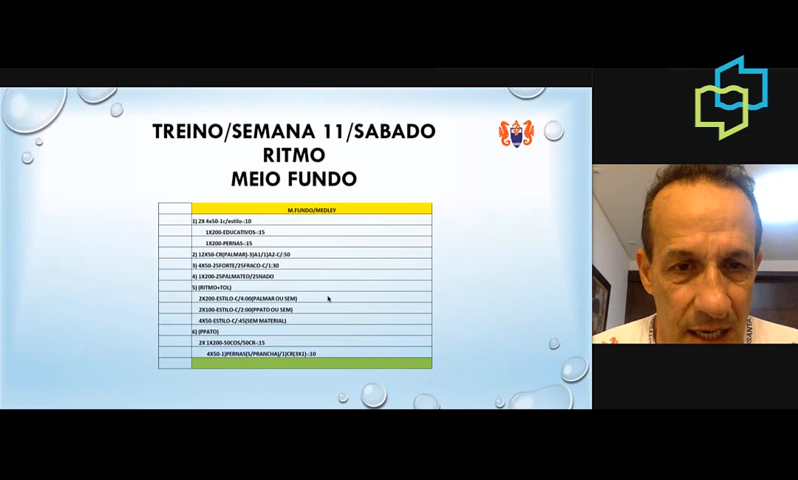 TREINO/SEMANA 11/SABADO
RITMO
MEIO FUNDO
M.FUNDO/MEDLEY
1) 2X 4x50-1c/estilo-:10
1X200-EDUCATIVOS-:15
1X200-PERNAS-:15
2) 12X50-CR(PALMAR)-3)A1/1)A2-C/:50
3) 4X50-25FORTE/25FRACO-C/1:30
4) 1X200-25PALMATEO/25NADO
5) (RITMO+TOL)
2X200-ESTILO-C/4:00(PALMAR OU SEM)
2X100-ESTILO-C/2:00(PPATO OU SEM)
4X50-ESTILO-C/:45(SEM MATERIAL)
6) (PPATO)
2X 1X200-50COS/50CR-:15
4X50-1)PERNAS(S/PRANCHA)/1)CR(3X1)-:10